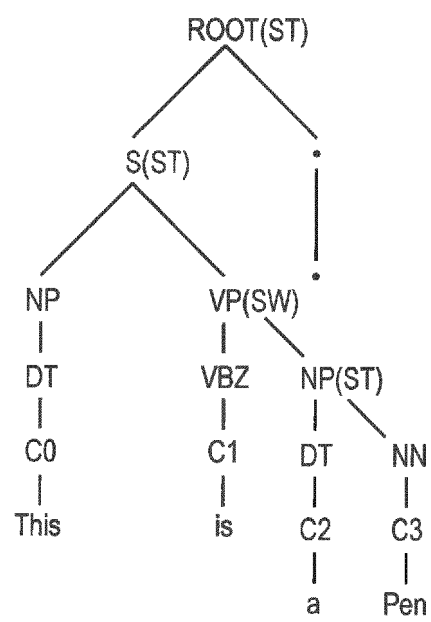 ROOT(ST)
S(ST) .
NP VP(SW) .
DT VBZ NP(ST)
C0 C1 DT NN
This is C2 C3
a Pen